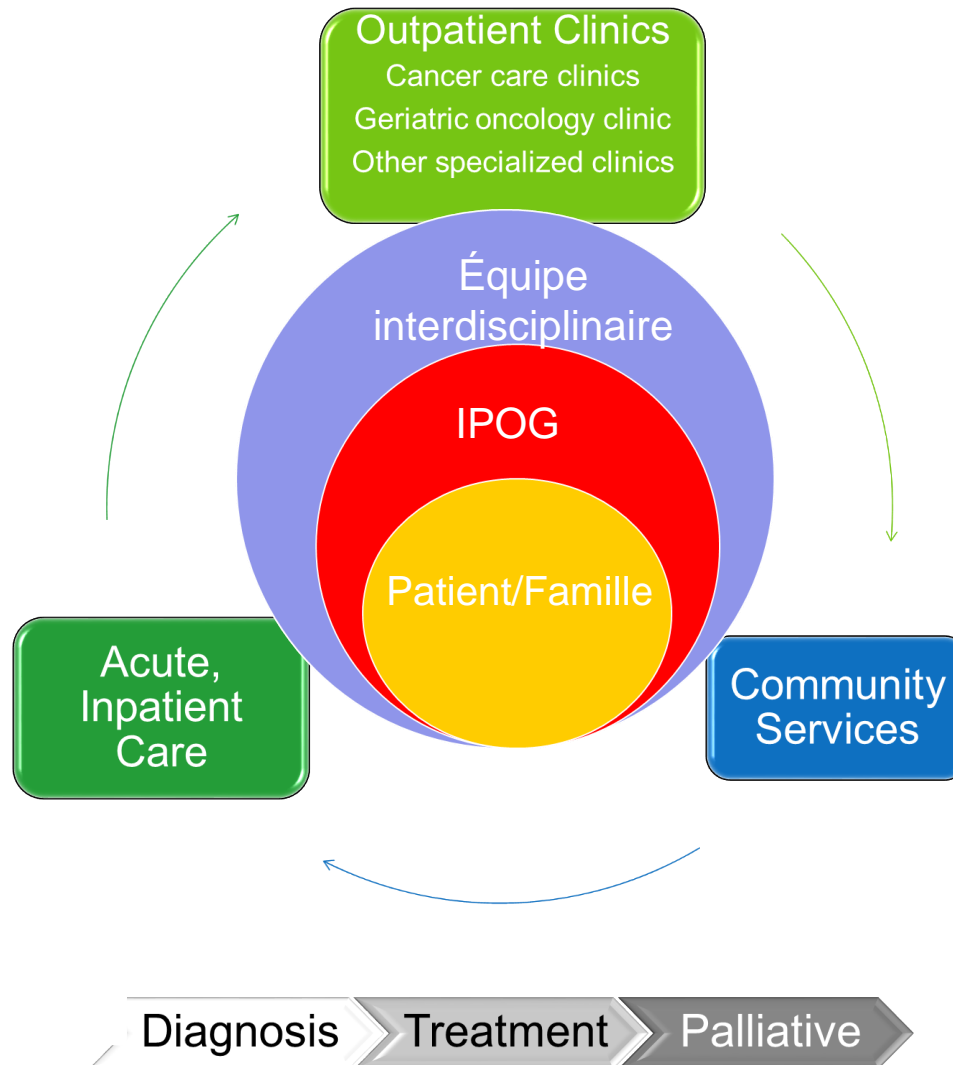 Outpatient Clinics
Cancer care clinics
Geriatric oncology clinic
Other specialized clinics
Équipe
interdisciplinaire
IPOG
Patient/Famille
Acute,
Inpatient
Care
Community
Services
Diagnosis
Treatment
Palliative